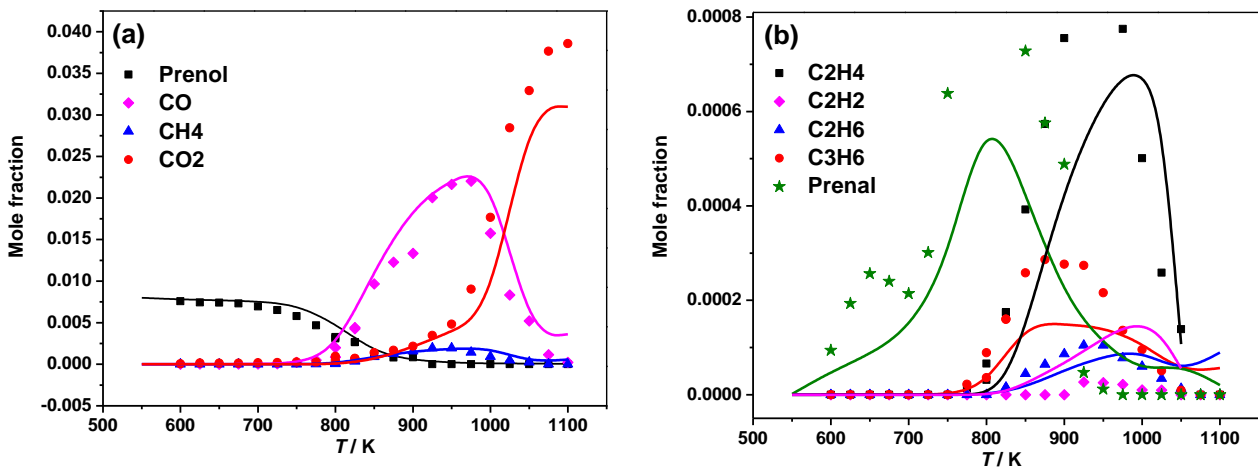 (a)
Prenol
CO
CH4
CO2
Mole fraction
0.040
0.035
0.030
0.025
0.020
0.015
0.010
0.005
0.000
-0.005
500 600 700 800 900 1000 1100
T / K
(b)
C2H4
C2H2
C2H6
C3H6
Prenal
Mole fraction
0.0008
0.0006
0.0004
0.0002
0.0000
500 600 700 800 900 1000 1100
T / K